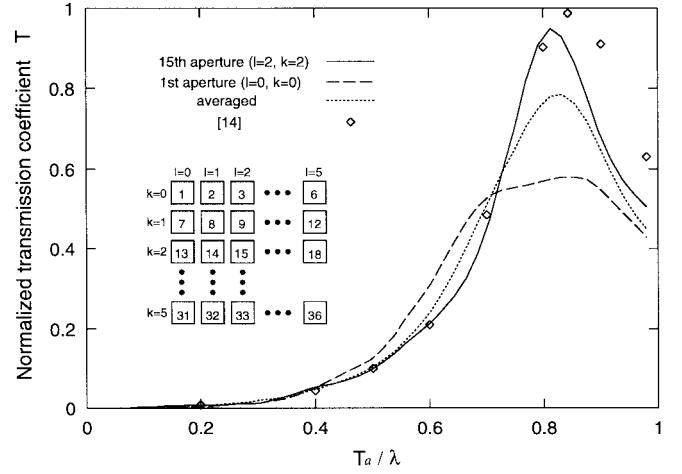 Normalized transmission coefficient T
1
0.8
0.6
0.4
0.2
0
15th aperture (l=2, k=2)
1st aperture (l=0, k=0)
averaged
[14]
l=0 l=1 l=2 l=5
k=0 1 2 3 6
k=1 7 8 9 12
k=2 13 14 15 18
k=5 31 32 33 36
0 0.2 0.4 0.6 0.8 1
Ta / λ